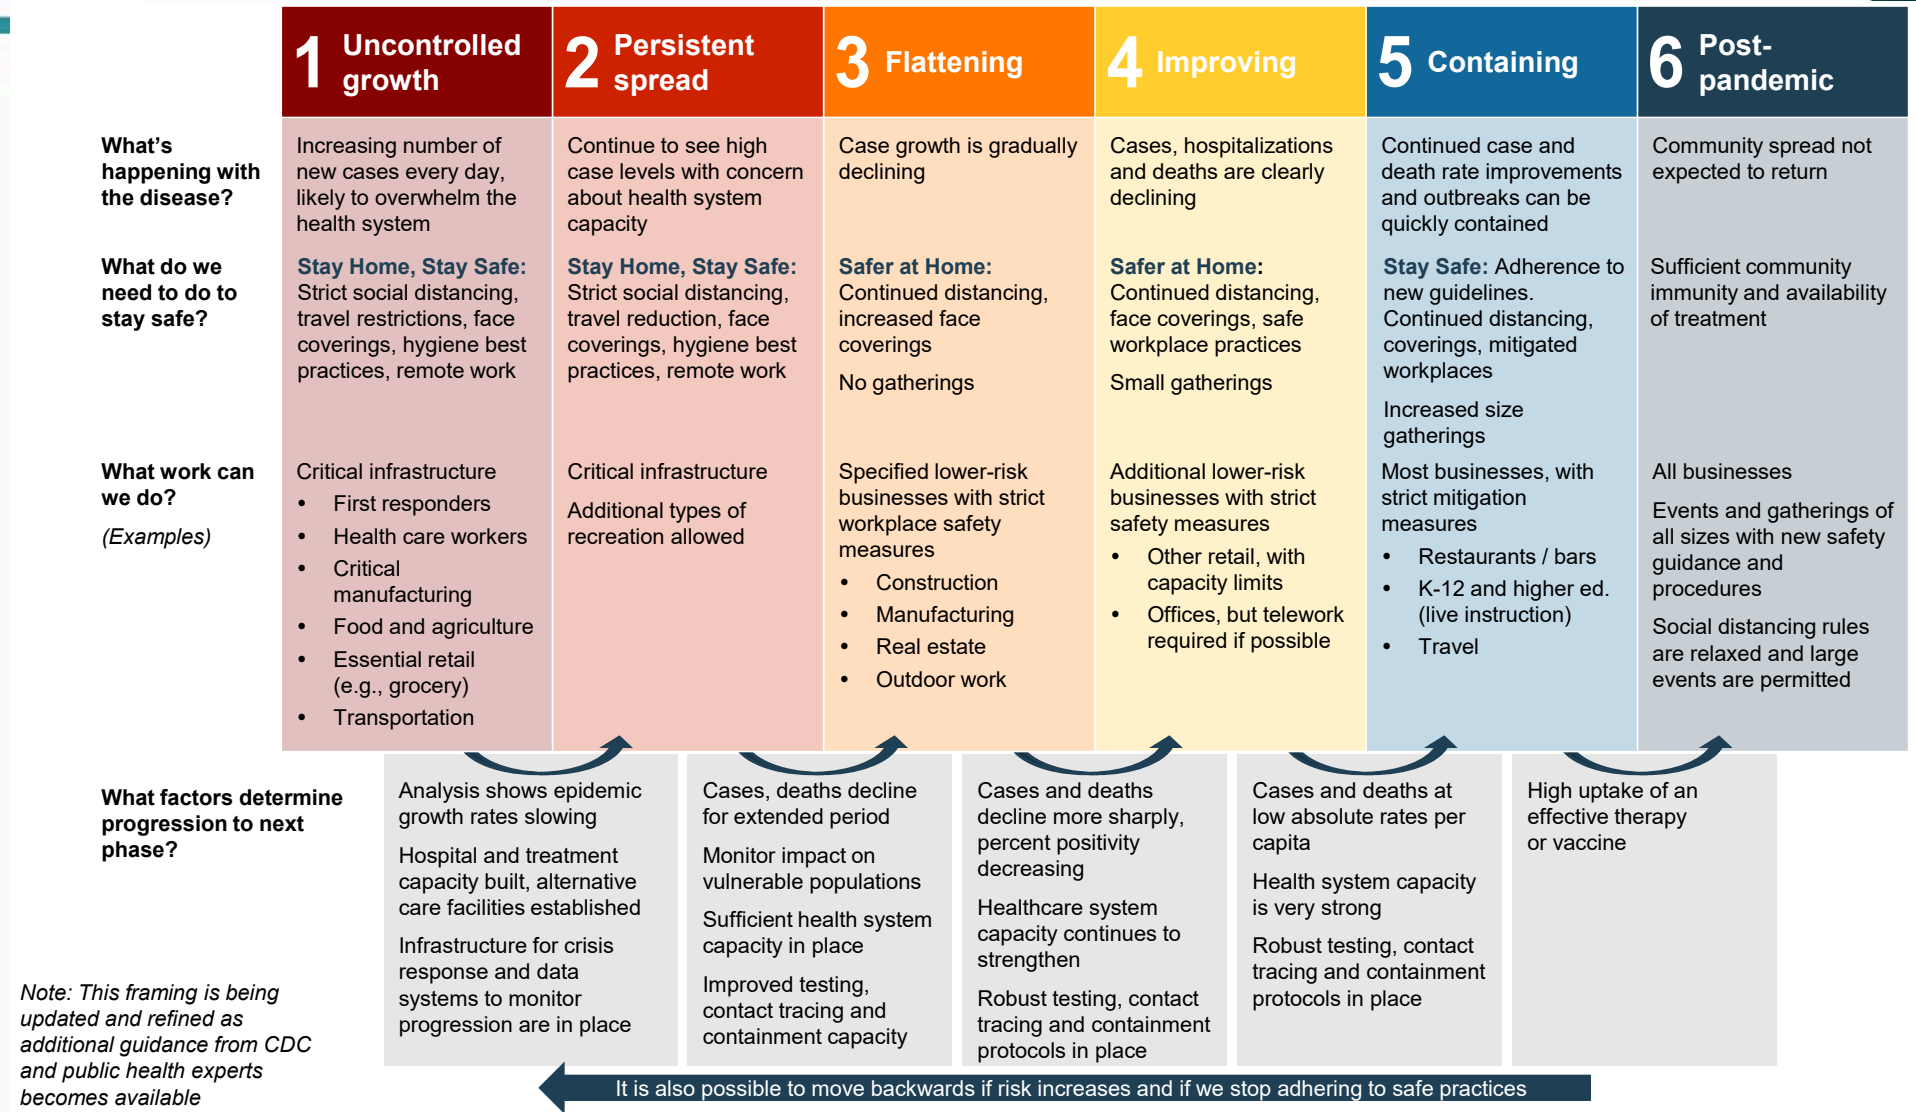 1 Uncontrolled
growth
2 Persistent
spread
3 Flattening
4 Improving
5 Containing
6 Post-
pandemic
What's
happening with
the disease?
Increasing number of
new cases every day,
likely to overwhelm the
health system
Continue to see high
case levels with concern
about health system
capacity
Case growth is gradually
declining
Cases, hospitalizations
and deaths are clearly
declining
Continued case and
death rate improvements
and outbreaks can be
quickly contained
Community spread not
expected to return
What do we
need to do to
stay safe?
Stay Home, Stay Safe:
Strict social distancing,
travel restrictions, face
coverings, hygiene best
practices, remote work
Stay Home, Stay Safe:
Strict social distancing,
travel reduction, face
coverings, hygiene best
practices, remote work
Safer at Home:
Continued distancing,
increased face
coverings
No gatherings
Safer at Home:
Continued distancing,
face coverings, safe
workplace practices
Small gatherings
Stay Safe: Adherence to
new guidelines.
Continued distancing,
coverings, mitigated
workplaces
Increased size
gatherings
Sufficient community
immunity and availability
of treatment
What work can
we do?
(Examples)
Critical infrastructure
• First responders
• Health care workers
• Critical
manufacturing
• Food and agriculture
• Essential retail
(e.g., grocery)
• Transportation
Critical infrastructure
Additional types of
recreation allowed
Specified lower-risk
businesses with strict
workplace safety
measures
• Construction
• Manufacturing
• Real estate
• Outdoor work
Additional lower-risk
businesses with strict
safety measures
• Other retail, with
capacity limits
• Offices, but telework
required if possible
Most businesses, with
strict mitigation
measures
• Restaurants / bars
• K-12 and higher ed.
(live instruction)
• Travel
All businesses
Events and gatherings of
all sizes with new safety
guidance and
procedures
Social distancing rules
are relaxed and large
events are permitted
What factors determine
progression to next
phase?
Analysis shows epidemic
growth rates slowing
Hospital and treatment
capacity built, alternative
care facilities established
Infrastructure for crisis
response and data
systems to monitor
progression are in place
Cases, deaths decline
for extended period
Monitor impact on
vulnerable populations
Sufficient health system
capacity in place
Improved testing,
contact tracing and
containment capacity
Cases and deaths
decline more sharply,
percent positivity
decreasing
Healthcare system
capacity continues to
strengthen
Robust testing, contact
tracing and containment
protocols in place
Cases and deaths at
low absolute rates per
capita
Health system capacity
is very strong
Robust testing, contact
tracing and containment
protocols in place
High uptake of an
effective therapy
or vaccine
Note: This framing is being
updated and refined as
additional guidance from CDC
and public health experts
becomes available
It is also possible to move backwards if risk increases and if we stop adhering to safe practices